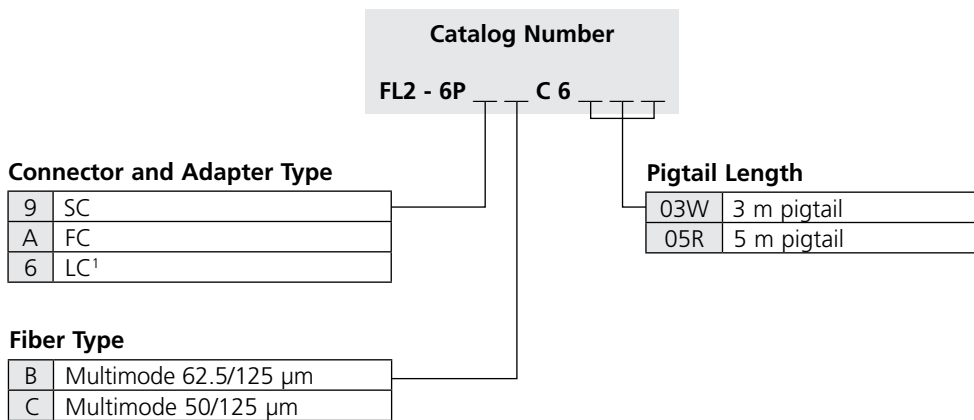 Catalog Number
FL2 - 6P _ _ C 6 _ _ _
Connector and Adapter Type
9 SC
A FC
6 LC¹
Pigtail Length
03W 3 m pigtail
05R 5 m pigtail
Fiber Type
B Multimode 62.5/125 µm
C Multimode 50/125 µm